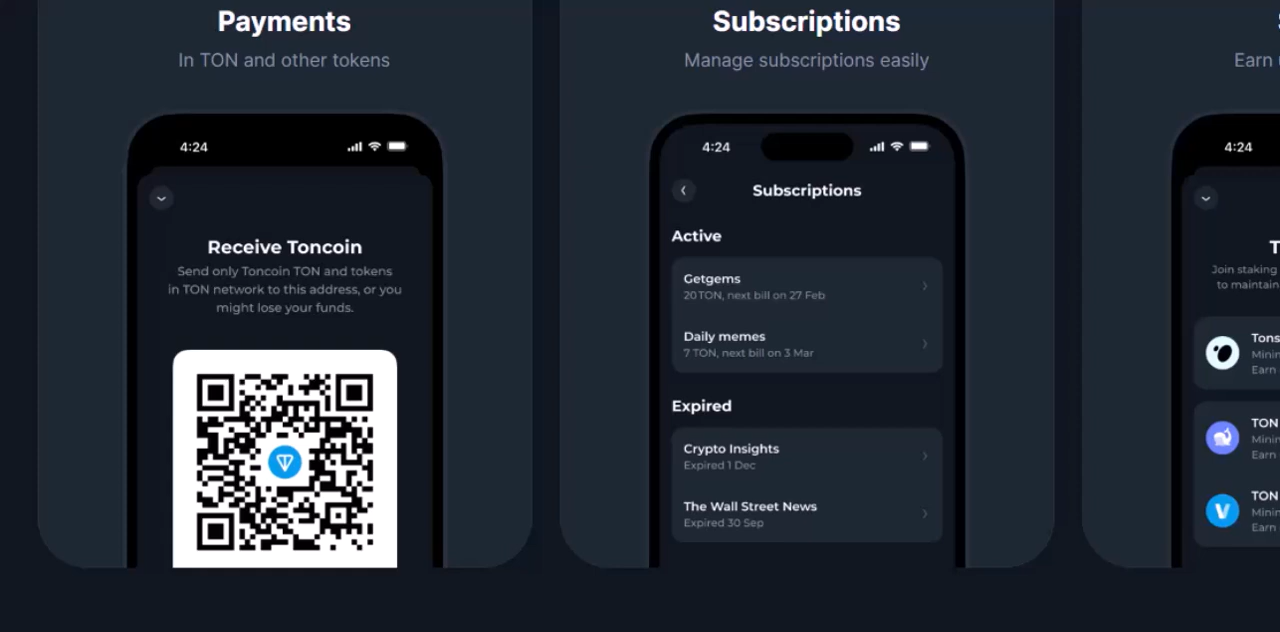 Payments
In TON and other tokens
4:24
Receive Toncoin
Send only Toncoin TON and tokens
in TON network to this address, or you
might lose your funds.
Subscriptions
Manage subscriptions easily
4:24
Subscriptions
Active
Getgems
20 TON, next bill on 27 Feb
Daily memes
7 TON, next bill on 3 Mar
Expired
Crypto Insights
Expired 1 Dec
The Wall Street News
Expired 30 Sep
Earn
4:24
Join staking
to maintain
TON
Earn
TON
Earn
Earn